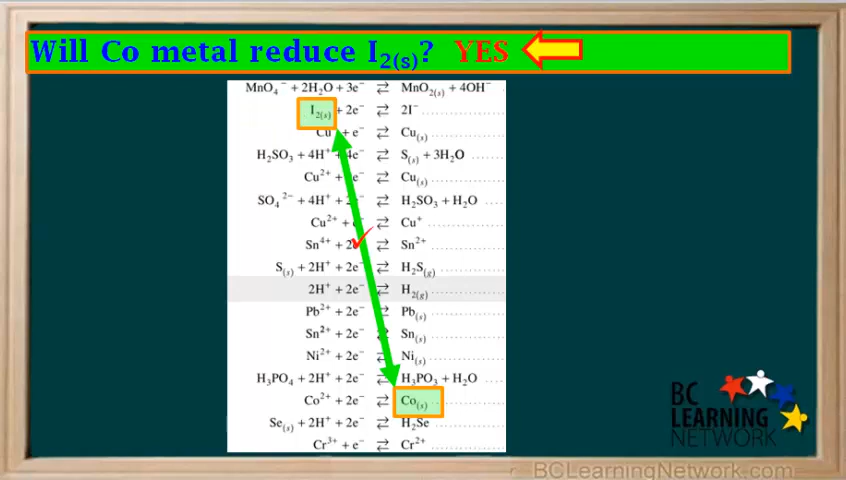 Will Co metal reduce I₂₍ₛ₎? YES
MnO₄⁻ + 2H₂O + 3e⁻ ⇄ MnO₂₍ₛ₎ + 4OH⁻
I₂₍ₛ₎ + 2e⁻ ⇄ 2I⁻
Cu + e⁻ ⇄ Cu₍ₛ₎
H₂SO₃ + 4H⁺ + 4e⁻ ⇄ S₍ₛ₎ + 3H₂O
Cu²⁺ + e⁻ ⇄ Cu₍ₛ₎
SO₄²⁻ + 4H⁺ + 2e⁻ ⇄ H₂SO₃ + H₂O
Cu²⁺ + e⁻ ⇄ Cu⁺
Sn⁴⁺ + 2e⁻ ⇄ Sn²⁺
S₍ₛ₎ + 2H⁺ + 2e⁻ ⇄ H₂S₍g₎
2H⁺ + 2e⁻ ⇄ H₂₍g₎
Pb²⁺ + 2e⁻ ⇄ Pb₍ₛ₎
Sn²⁺ + 2e⁻ ⇄ Sn₍ₛ₎
Ni²⁺ + 2e⁻ ⇄ Ni₍ₛ₎
H₃PO₄ + 2H⁺ + 2e⁻ ⇄ H₃PO₃ + H₂O
Co²⁺ + 2e⁻ ⇄ Co₍ₛ₎
Se₍ₛ₎ + 2H⁺ + 2e⁻ ⇄ H₂Se
Cr³⁺ + e⁻ ⇄ Cr²⁺
BC
LEARNING
NETWORK
BCLearningNetwork.com